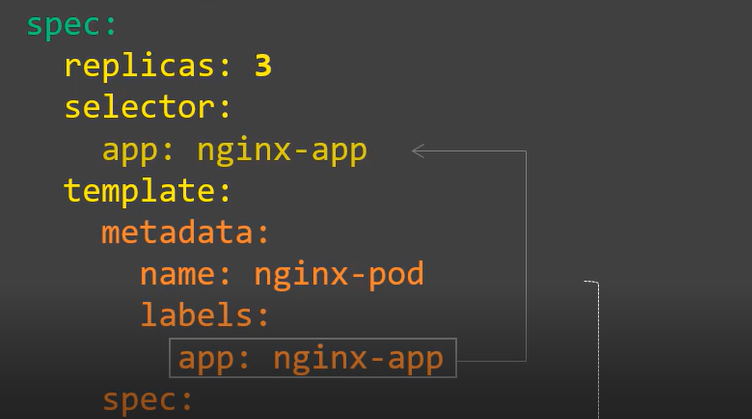 spec:
replicas: 3
selector:
app: nginx-app
template:
metadata:
name: nginx-pod
labels:
app: nginx-app
spec: